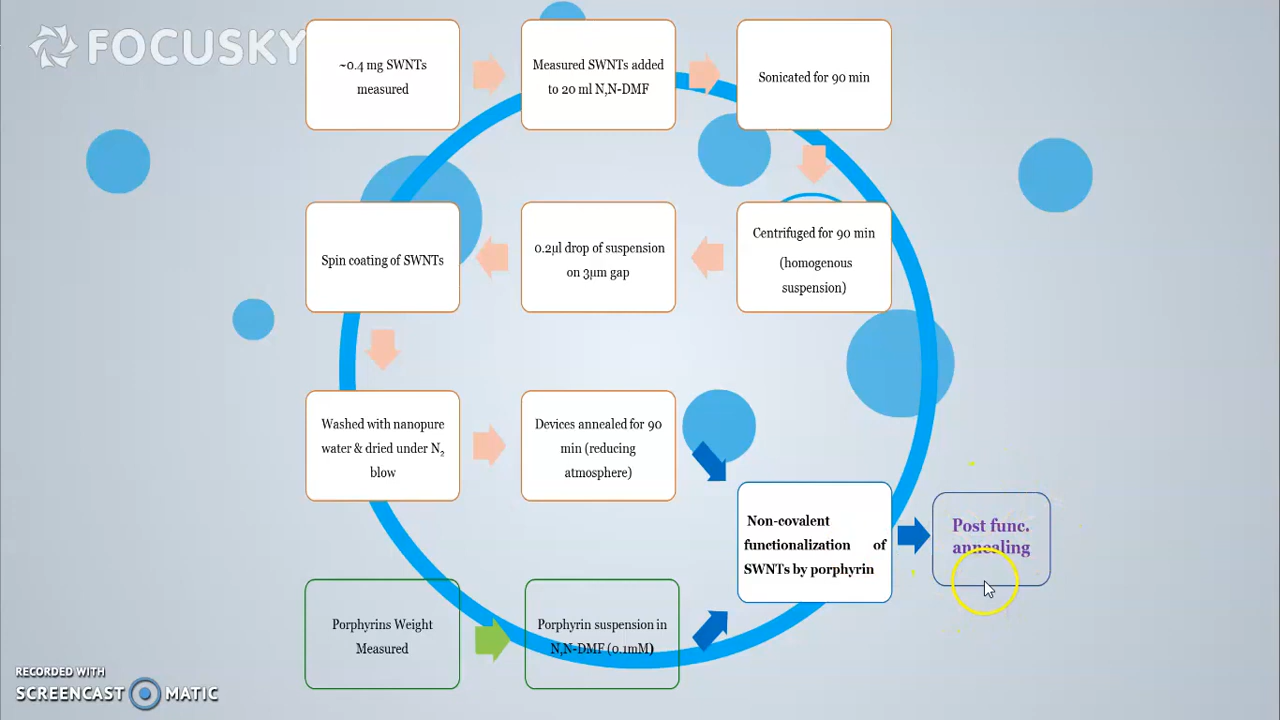 FOCUSKY
~0.4 mg SWNTs
measured
Measured SWNTs added
to 20 ml N,N-DMF
Sonicated for 90 min
Spin coating of SWNTs
0.2µl drop of suspension
on 3µm gap
Centrifuged for 90 min
(homogenous
suspension)
Washed with nanopure
water & dried under N₂
blow
Devices annealed for 90
min (reducing
atmosphere)
Non-covalent
functionalization of
SWNTs by porphyrin
Post func.
annealing
Porphyrins Weight
Measured
Porphyrin suspension in
N,N-DMF (0.1mM)
RECORDED WITH
SCREENCAST MATIC